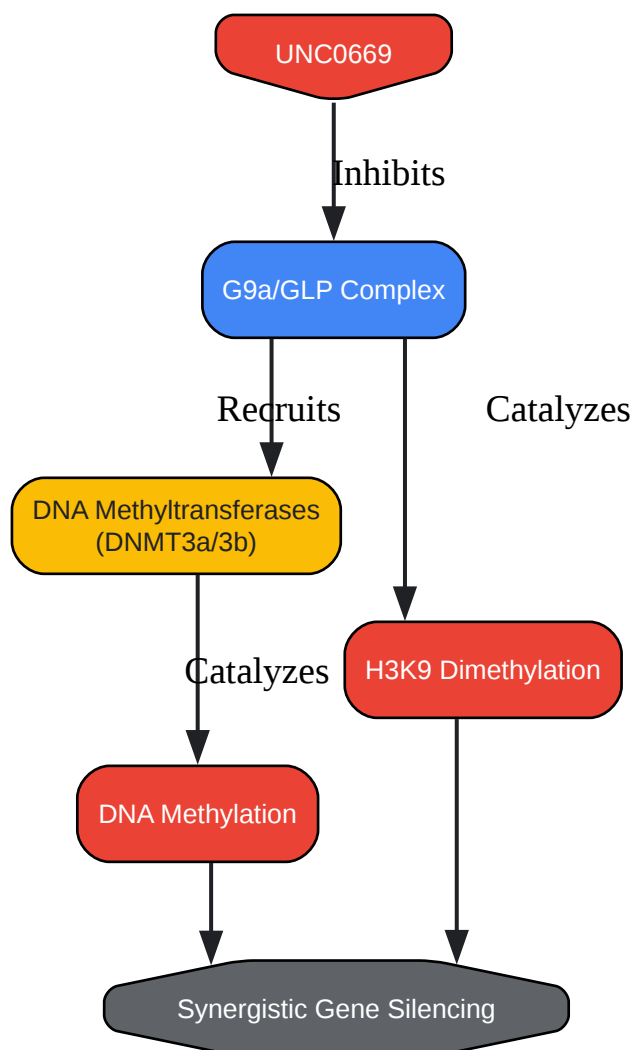 UNC0669
Inhibits
G9a/GLP Complex
Recruits
Catalyzes
DNA Methyltransferases
(DNMT3a/3b)
Catalyzes
H3K9 Dimethylation
DNA Methylation
Synergistic Gene Silencing